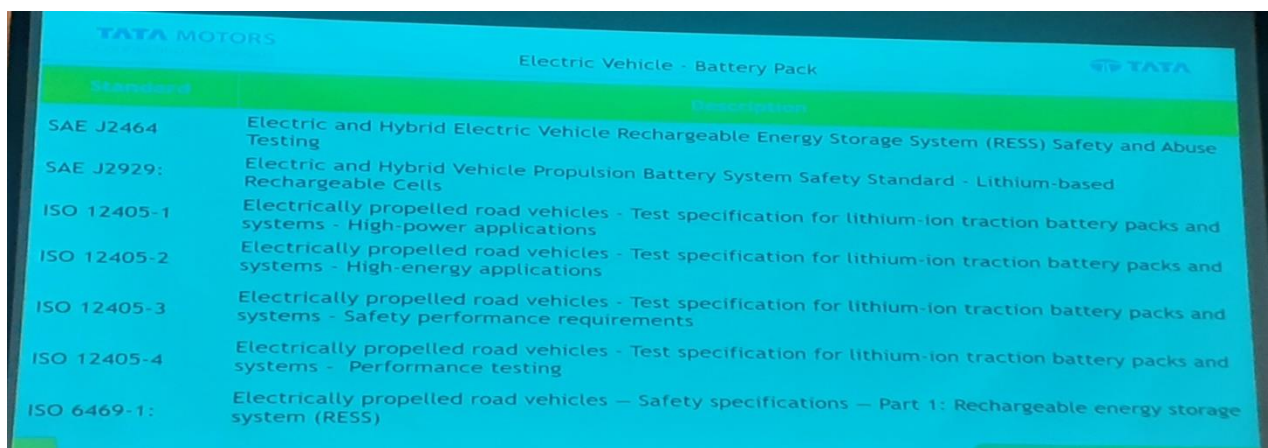 TATA MOTORS
TATA
Electric Vehicle - Battery Pack
Standard Description
SAE J2464 Electric and Hybrid Electric Vehicle Rechargeable Energy Storage System (RESS) Safety and Abuse
Testing
SAE J2929: Electric and Hybrid Vehicle Propulsion Battery System Safety Standard - Lithium-based
Rechargeable Cells
ISO 12405-1 Electrically propelled road vehicles - Test specification for lithium-ion traction battery packs and
systems - High-power applications
ISO 12405-2 Electrically propelled road vehicles - Test specification for lithium-ion traction battery packs and
systems - High-energy applications
ISO 12405-3 Electrically propelled road vehicles - Test specification for lithium-ion traction battery packs and
systems - Safety performance requirements
ISO 12405-4 Electrically propelled road vehicles - Test specification for lithium-ion traction battery packs and
systems - Performance testing
ISO 6469-1: Electrically propelled road vehicles — Safety specifications — Part 1: Rechargeable energy storage
system (RESS)